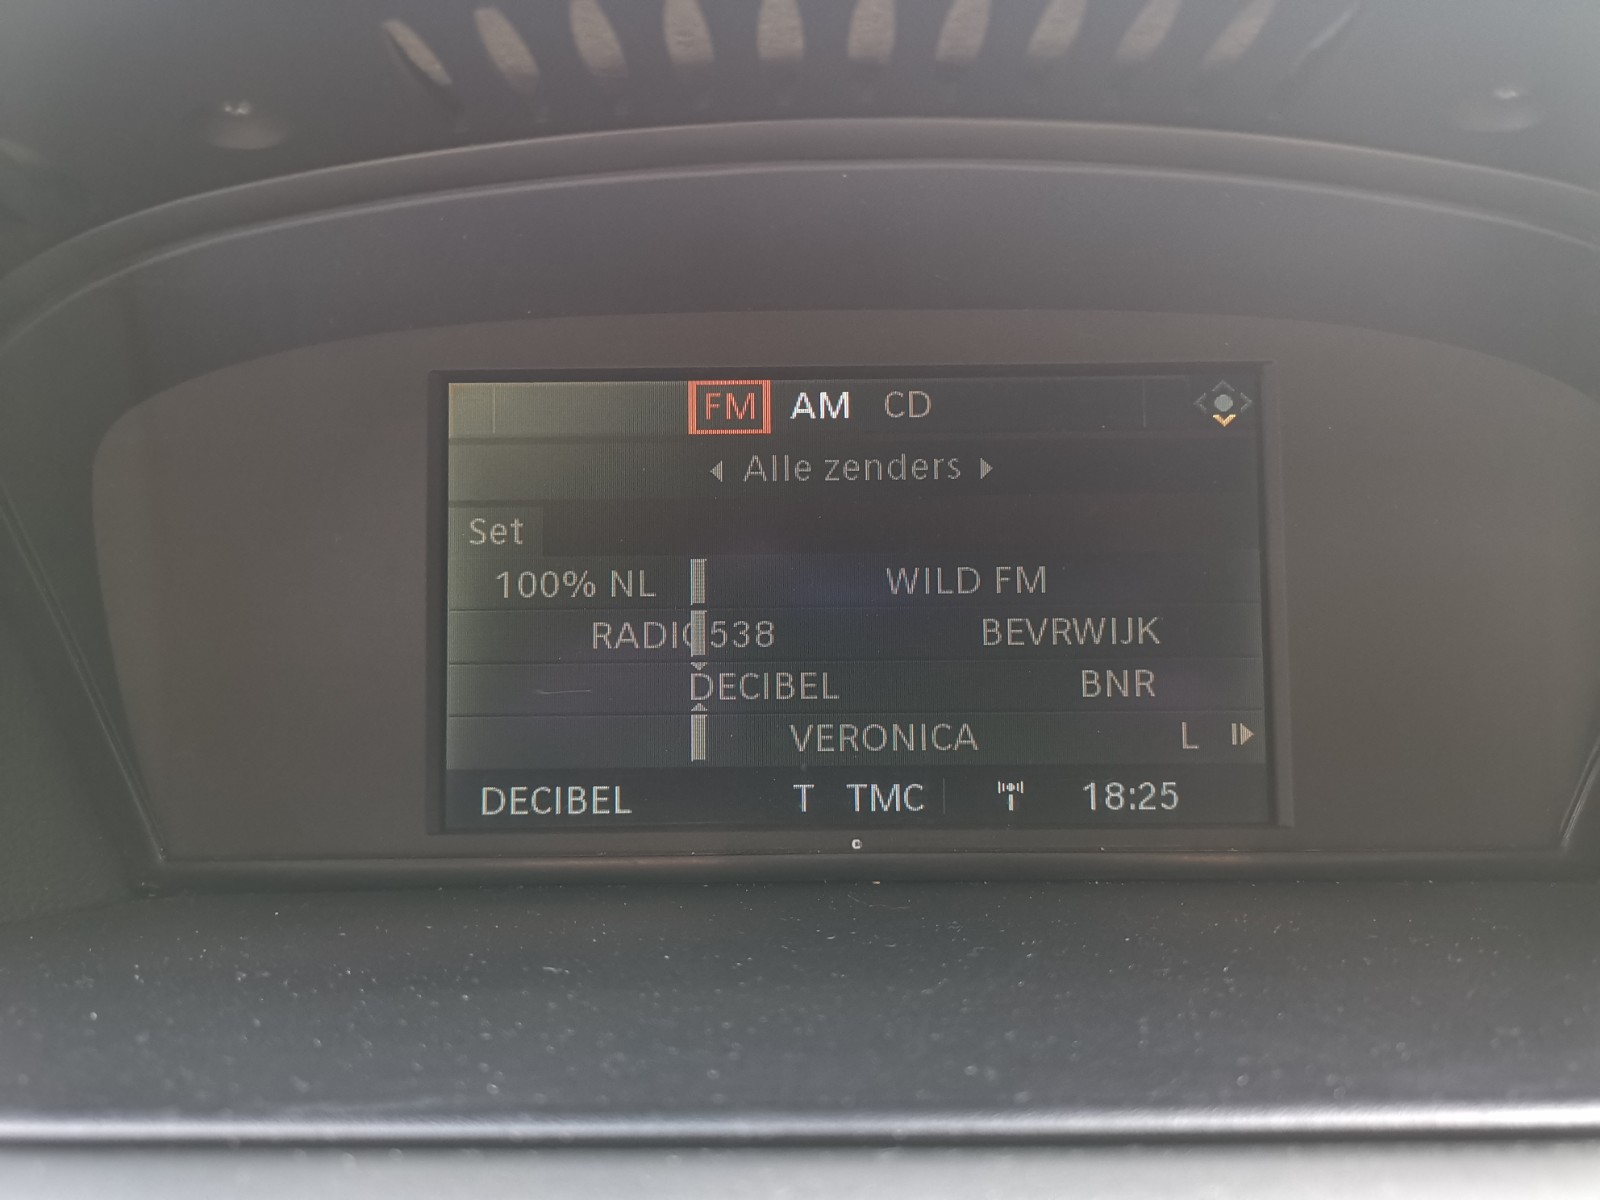 FM AM CD
Alle zenders
Set
100% NL WILD FM
RADIO 538 BEVRWIJK
DECIBEL BNR
VERONICA L
DECIBEL T TMC 18:25